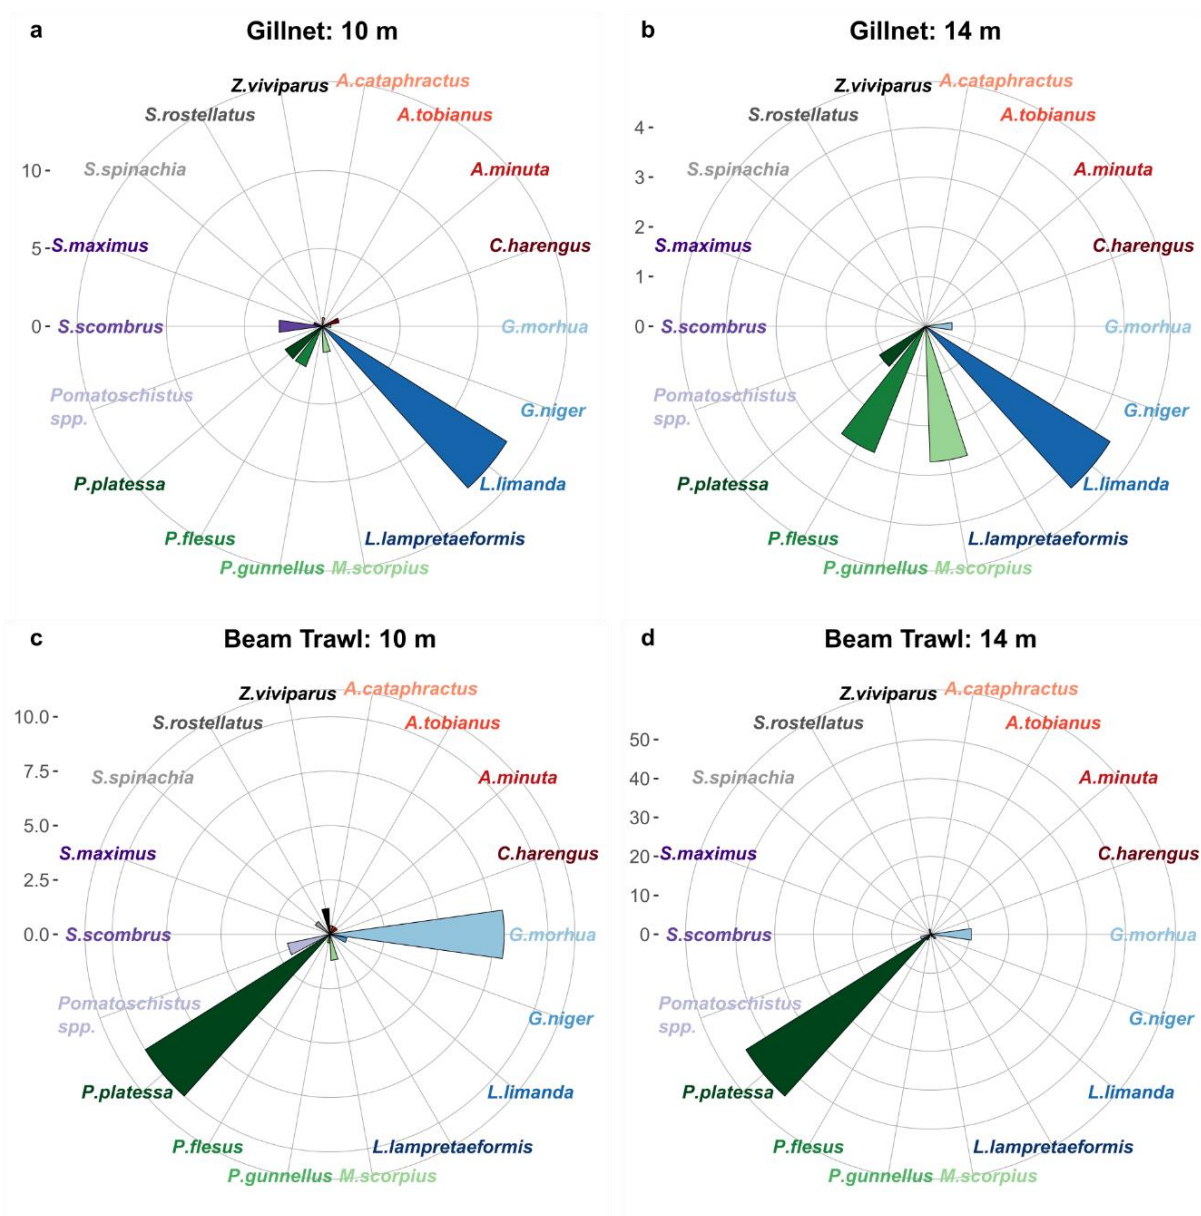 a
Gillnet: 10 m
Z.viviparus
A.cataphractus
S.rostellatus
A.tobianus
10
S.spinachia
A.minuta
5
S.maximus
C.harengus
0
S.scombrus
G.morhua
Pomatoschistus
spp.
G.niger
P.platessa
L.limanda
P.flesus
L.lampretaeformis
P.gunnellus
M.scorpius
b
Gillnet: 14 m
Z.viviparus
A.cataphractus
4
S.rostellatus
A.tobianus
3
S.spinachia
A.minuta
2
S.maximus
C.harengus
1
0
S.scombrus
G.morhua
Pomatoschistus
spp.
G.niger
P.platessa
L.limanda
P.flesus
L.lampretaeformis
P.gunnellus
M.scorpius
c
Beam Trawl: 10 m
Z.viviparus
A.cataphractus
10.0
S.rostellatus
A.tobianus
7.5
S.spinachia
A.minuta
5.0
S.maximus
C.harengus
2.5
0.0
S.scombrus
G.morhua
Pomatoschistus
spp.
G.niger
P.platessa
L.limanda
P.flesus
L.lampretaeformis
P.gunnellus
M.scorpius
d
Beam Trawl: 14 m
Z.viviparus
A.cataphractus
S.rostellatus
A.tobianus
50
40
S.spinachia
A.minuta
30
20
S.maximus
C.harengus
10
0
S.scombrus
G.morhua
Pomatoschistus
spp.
G.niger
P.platessa
L.limanda
P.flesus
L.lampretaeformis
P.gunnellus
M.scorpius